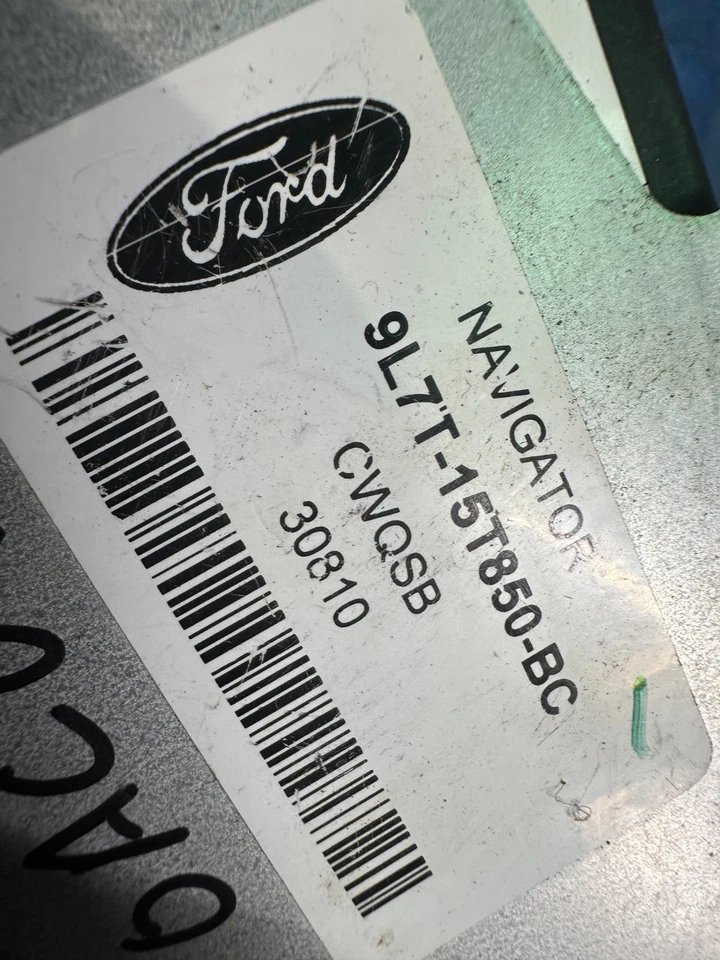 Ford
NAVIGATOR
9L7T-15T850-BC
CWQSB
30810